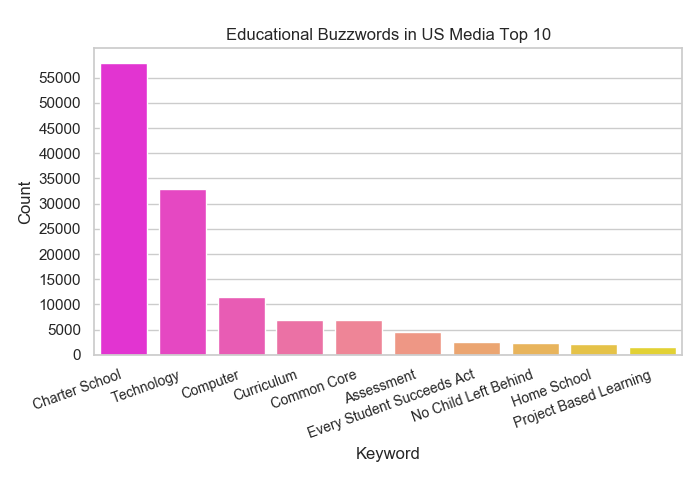 Educational Buzzwords in US Media Top 10
Count
55000
50000
45000
40000
35000
30000
25000
20000
15000
10000
5000
0
Charter School
Technology
Computer
Curriculum
Common Core
Assessment
Every Student Succeeds Act
No Child Left Behind
Home School
Project Based Learning
Keyword